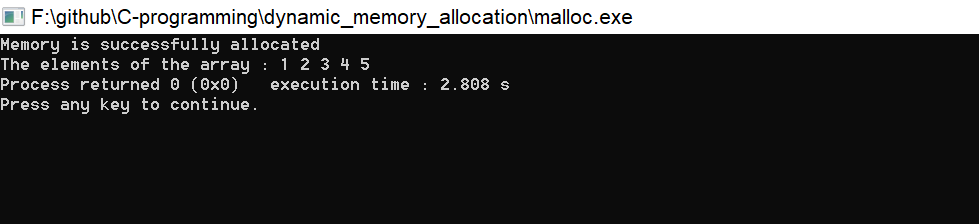 F:\github\C-programming\dynamic_memory_allocation\malloc.exe
Memory is successfully allocated
The elements of the array : 1 2 3 4 5
Process returned 0 (0x0)   execution time : 2.808 s
Press any key to continue.